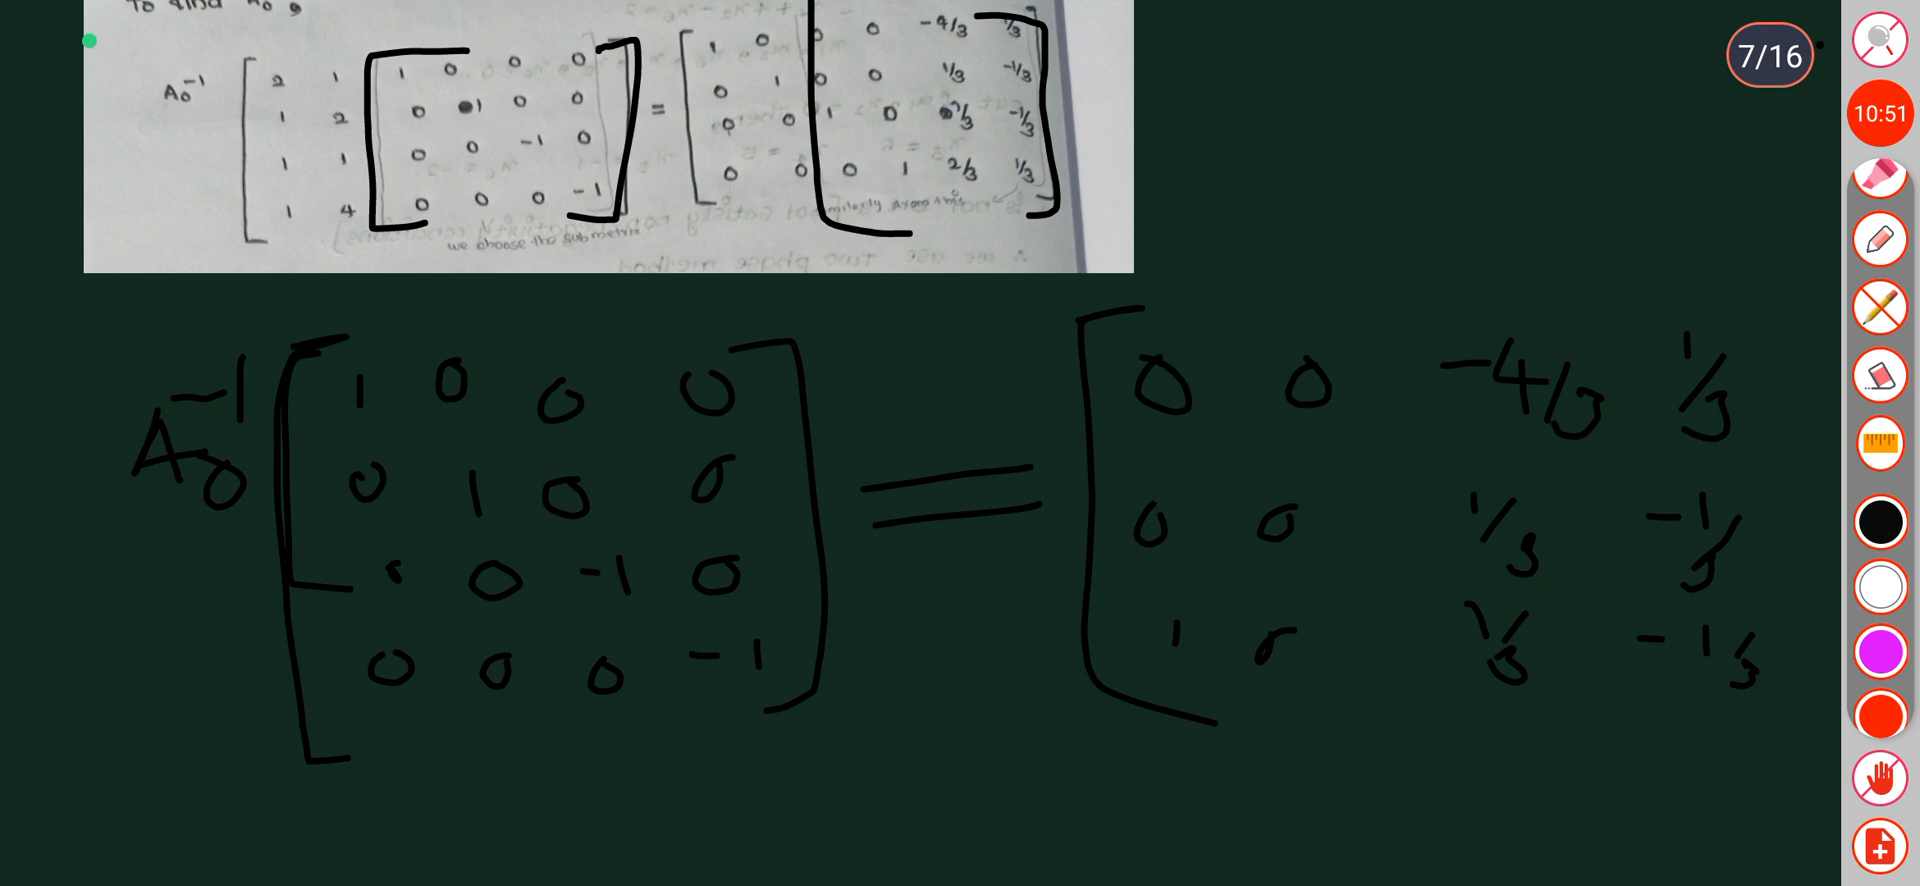 To find A₀ 9
A₀⁻¹ [ 2 1 1 0 0 0 = [ 1 0 0 0 -4/3 1/3
1 2 0 1 0 0 0 1 0 0 1/3 -1/3
1 1 0 0 -1 0 0 0 1 0 1/3 -1/3
1 4 0 0 0 -1 ] 0 0 0 1 2/3 1/3 ]
we choose the submetrix
7/16
10:51
A₀⁻¹ [ 1 0 0 0 = [ 0 0 -4/3 1/3
0 1 0 0 0 0 1/3 -1/3
0 0 -1 0 1 0 1/3 -1/3
0 0 0 -1 ]